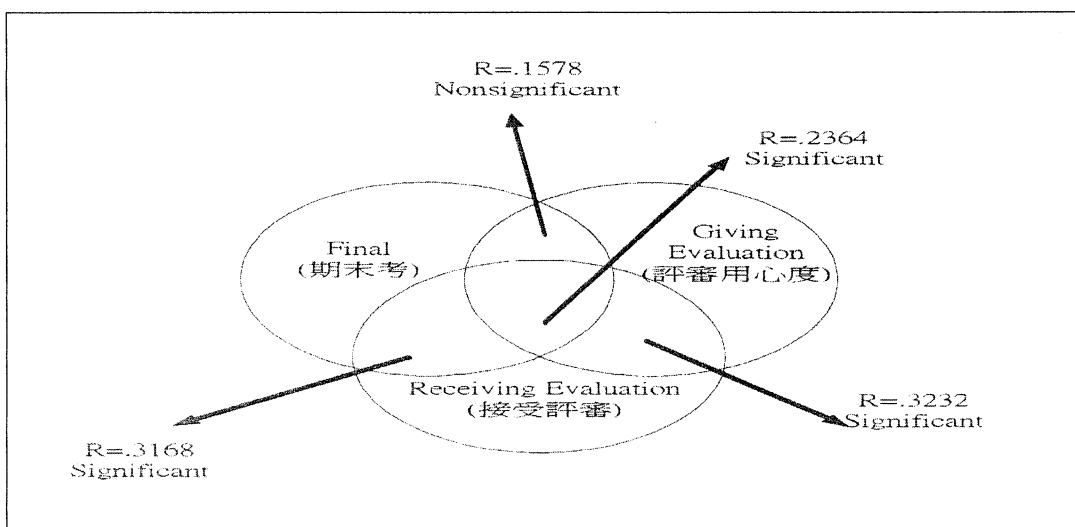 R=.1578
Nonsignificant
R=.2364
Significant
Final
(期末考)
Giving
Evaluation
(評審用心度)
Receiving Evaluation
(接受評審)
R=.3232
Significant
R=.3168
Significant